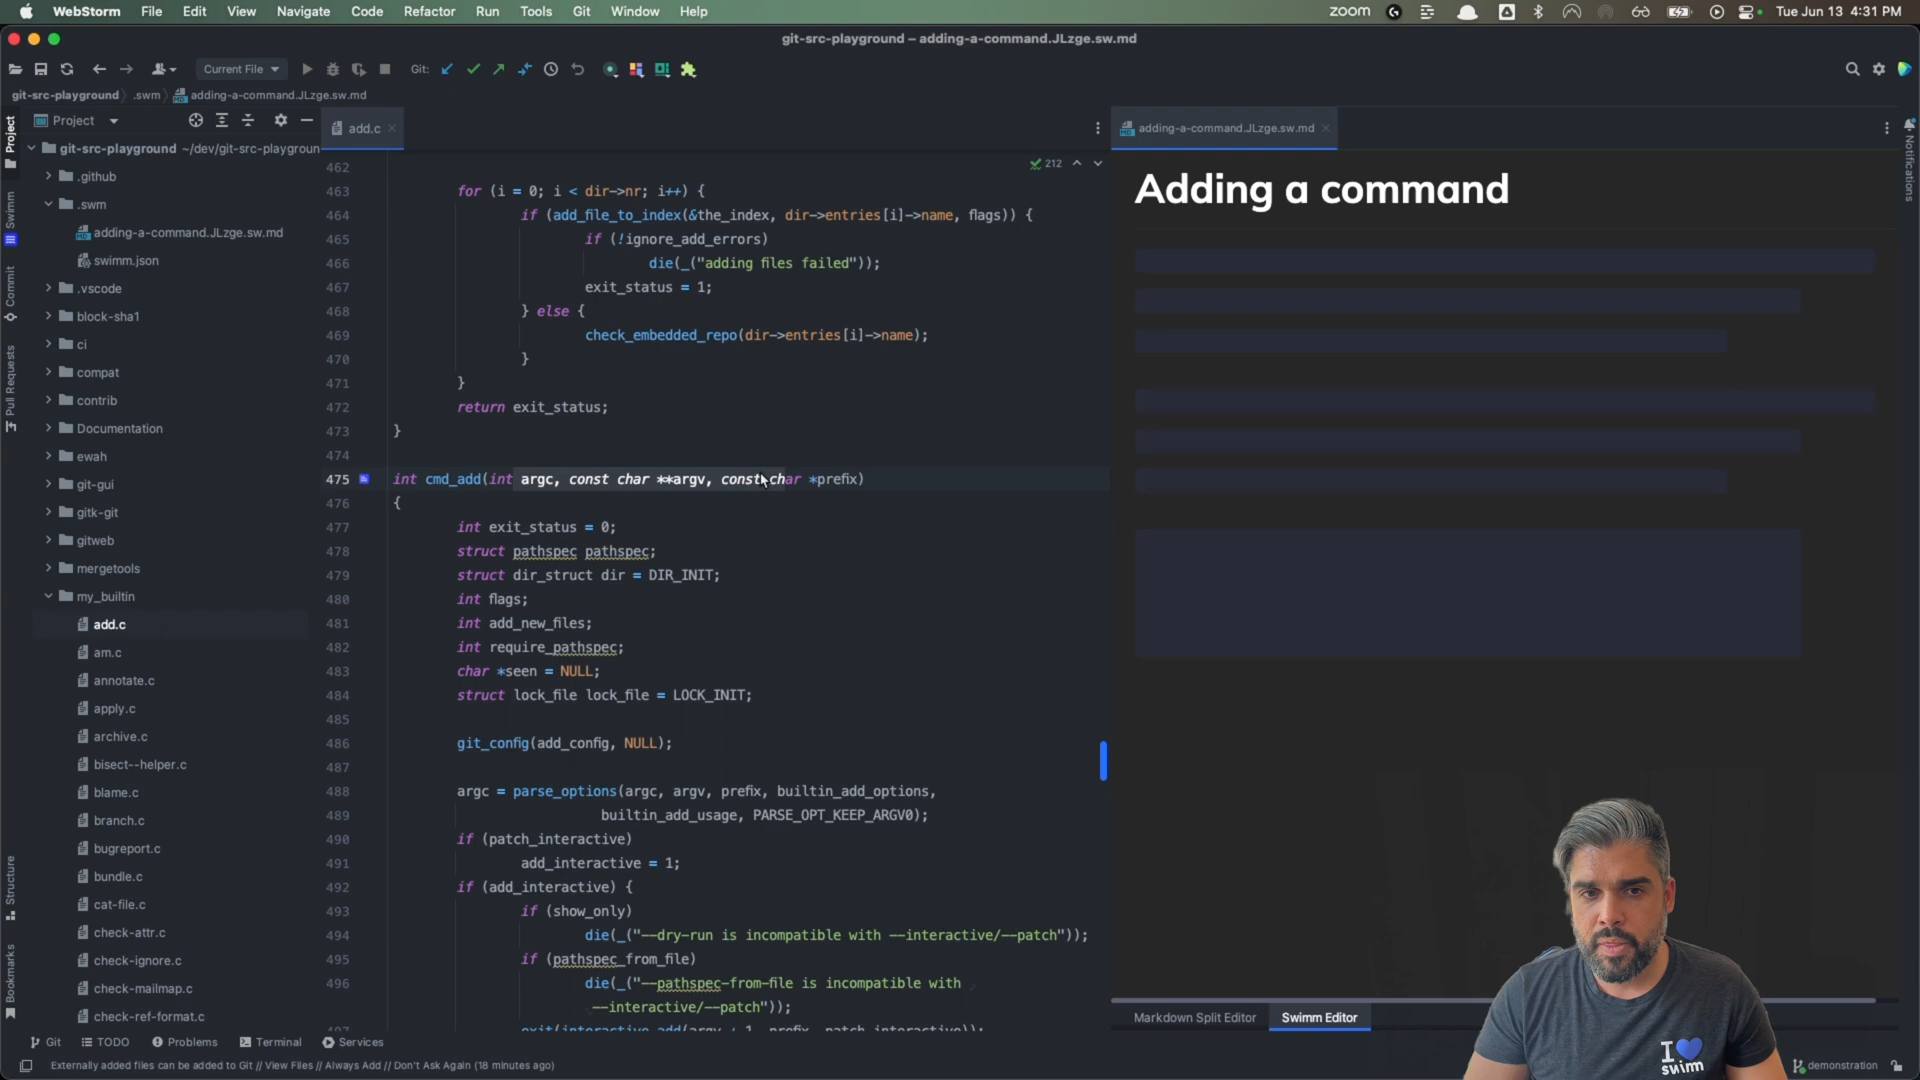 WebStorm File Edit View Navigate Code Refactor Run Tools Git Window Help zoom Tue Jun 13 4:31 PM
git-src-playground – adding-a-command.JLzge.sw.md
Current File Git:
git-src-playground .swm adding-a-command.JLzge.sw.md
Project
git-src-playground ~/dev/git-src-playgroun
.github
.swm
adding-a-command.JLzge.sw.md
swimm.json
.vscode
block-sha1
ci
compat
contrib
Documentation
ewah
git-gui
gitk-git
gitweb
mergetools
my_builtin
add.c
am.c
annotate.c
apply.c
archive.c
bisect--helper.c
blame.c
branch.c
bugreport.c
bundle.c
cat-file.c
check-attr.c
check-ignore.c
check-mailmap.c
check-ref-format.c
Project
Swimm
Commit
Pull Requests
Structure
Bookmarks
add.c
212
462
463 for (i = 0; i < dir->nr; i++) {
464 if (add_file_to_index(&the_index, dir->entries[i]->name, flags)) {
465 if (!ignore_add_errors)
466 die(_("adding files failed"));
467 exit_status = 1;
468 } else {
469 check_embedded_repo(dir->entries[i]->name);
470 }
471 }
472 return exit_status;
473 }
474
475 int cmd_add(int argc, const char **argv, const char *prefix)
476 {
477 int exit_status = 0;
478 struct pathspec pathspec;
479 struct dir_struct dir = DIR_INIT;
480 int flags;
481 int add_new_files;
482 int require_pathspec;
483 char *seen = NULL;
484 struct lock_file lock_file = LOCK_INIT;
485
486 git_config(add_config, NULL);
487
488 argc = parse_options(argc, argv, prefix, builtin_add_options,
489 builtin_add_usage, PARSE_OPT_KEEP_ARGV0);
490 if (patch_interactive)
491 add_interactive = 1;
492 if (add_interactive) {
493 if (show_only)
494 die(_("--dry-run is incompatible with --interactive/--patch"));
495 if (pathspec_from_file)
496 die(_("--pathspec-from-file is incompatible with
--interactive/--patch"));
adding-a-command.JLzge.sw.md
Adding a command
Notifications
I
swimm
Markdown Split Editor Swimm Editor
Git TODO Problems Terminal Services
Externally added files can be added to Git // View Files // Always Add // Don't Ask Again (18 minutes ago)
demonstration